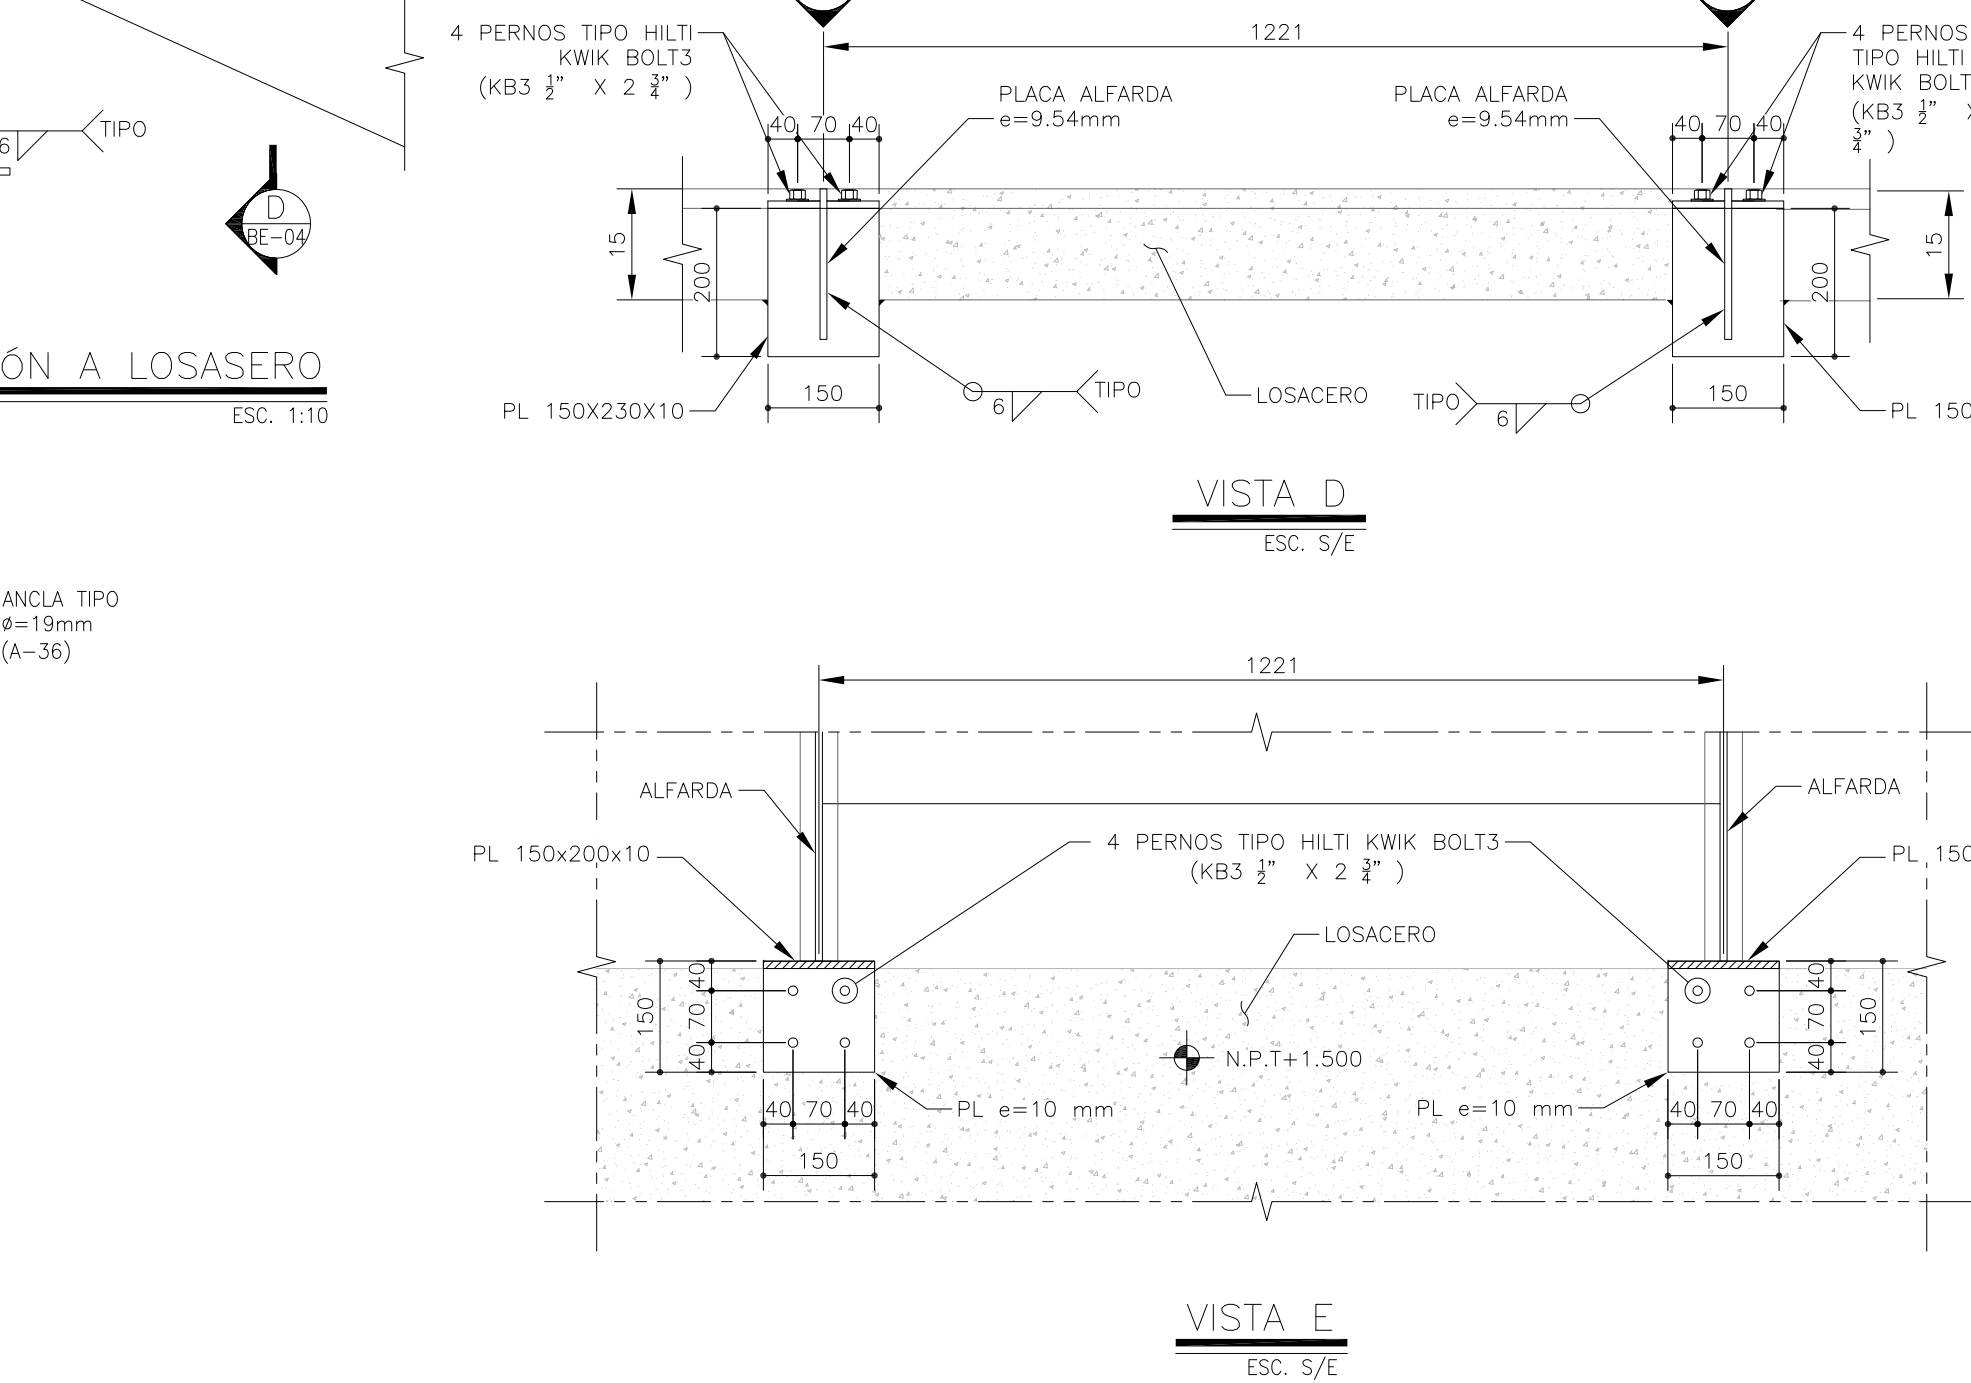 4 PERNOS TIPO HILTI
KWIK BOLT3
(KB3 1/2" X 2 3/4" )
1221
4 PERNOS
TIPO HILTI
KWIK BOLT
(KB3 1/2"
3/4" )
PLACA ALFARDA
e=9.54mm
PLACA ALFARDA
e=9.54mm
40 70 40
40 70 40
6
TIPO
D
BE-04
15
200
15
200
ÓN A LOSASERO
ESC. 1:10
150
150
PL 150X230X10
6
TIPO
LOSACERO
TIPO
6
PL 150
VISTA D
ESC. S/E
ANCLA TIPO
ø=19mm
(A-36)
1221
ALFARDA
ALFARDA
PL 150x200x10
4 PERNOS TIPO HILTI KWIK BOLT3
(KB3 1/2" X 2 3/4" )
PL 150
LOSACERO
150
40
70
40
40
70
40
150
N.P.T+1.500
40 70 40
PL e=10 mm
PL e=10 mm
40 70 40
150
150
VISTA E
ESC. S/E